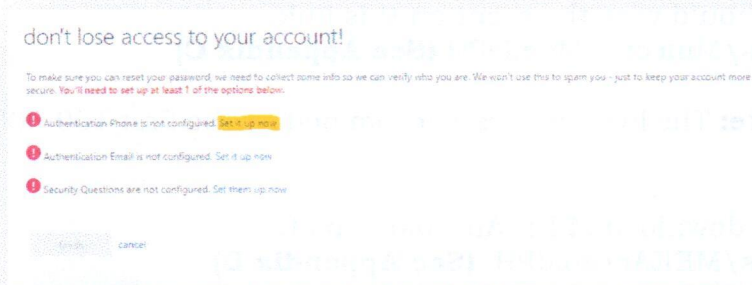 don't lose access to your account!
To make sure you can reset your password, we need to collect some info so we can verify who you are. We won't use this to spam you - just to keep your account more
secure. You'll need to set up at least 1 of the options below.
Authentication Phone is not configured. Set it up now
Authentication Email is not configured. Set it up now
Security Questions are not configured. Set them up now
cancel